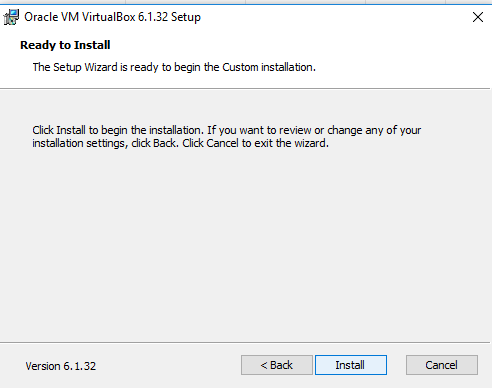 Oracle VM VirtualBox 6.1.32 Setup
Ready to Install
The Setup Wizard is ready to begin the Custom installation.
Click Install to begin the installation. If you want to review or change any of your
installation settings, click Back. Click Cancel to exit the wizard.
Version 6.1.32
< Back
Install
Cancel